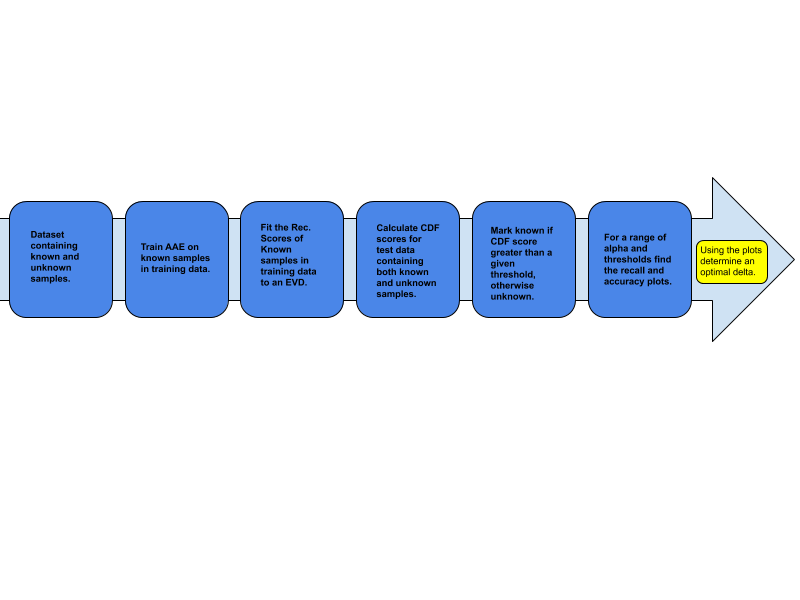 Dataset
containing
known and
unknown
samples.
Train AAE on
known samples
in training data.
Fit the Rec.
Scores of
Known
samples in
training data
to an EVD.
Calculate CDF
scores for
test data
containing
both known
and unknown
samples.
Mark known if
CDF score
greater than a
given
threshold,
otherwise
unknown.
For a range of
alpha and
thresholds find
the recall and
accuracy plots.
Using the plots
determine an
optimal delta.